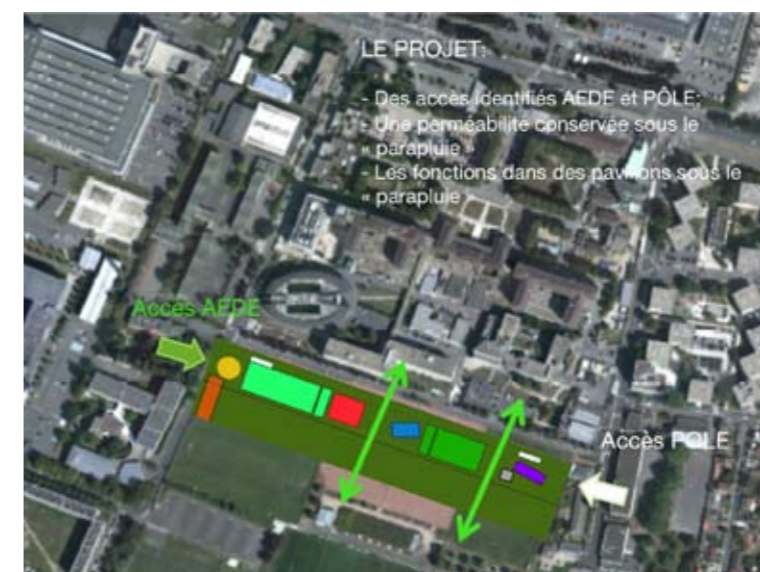 LE PROJET:
- Des accès identifiés AEDE et PÔLE;
- Une perméabilité conservée sous le
« parapluie »
- Les fonctions dans des pavillons sous le
« parapluie
Accès AEDE
Accès POLE